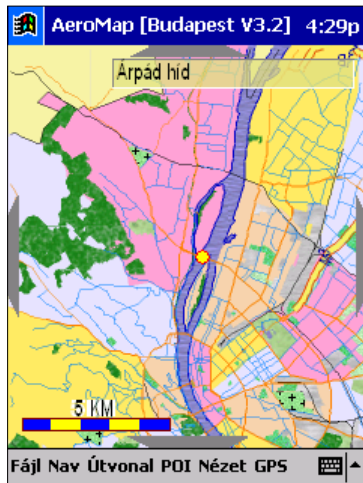 AeroMap [Budapest V3.2] 4:29p
Árpád híd
5 KM
Fájl Nav Útvonal POI Nézet GPS